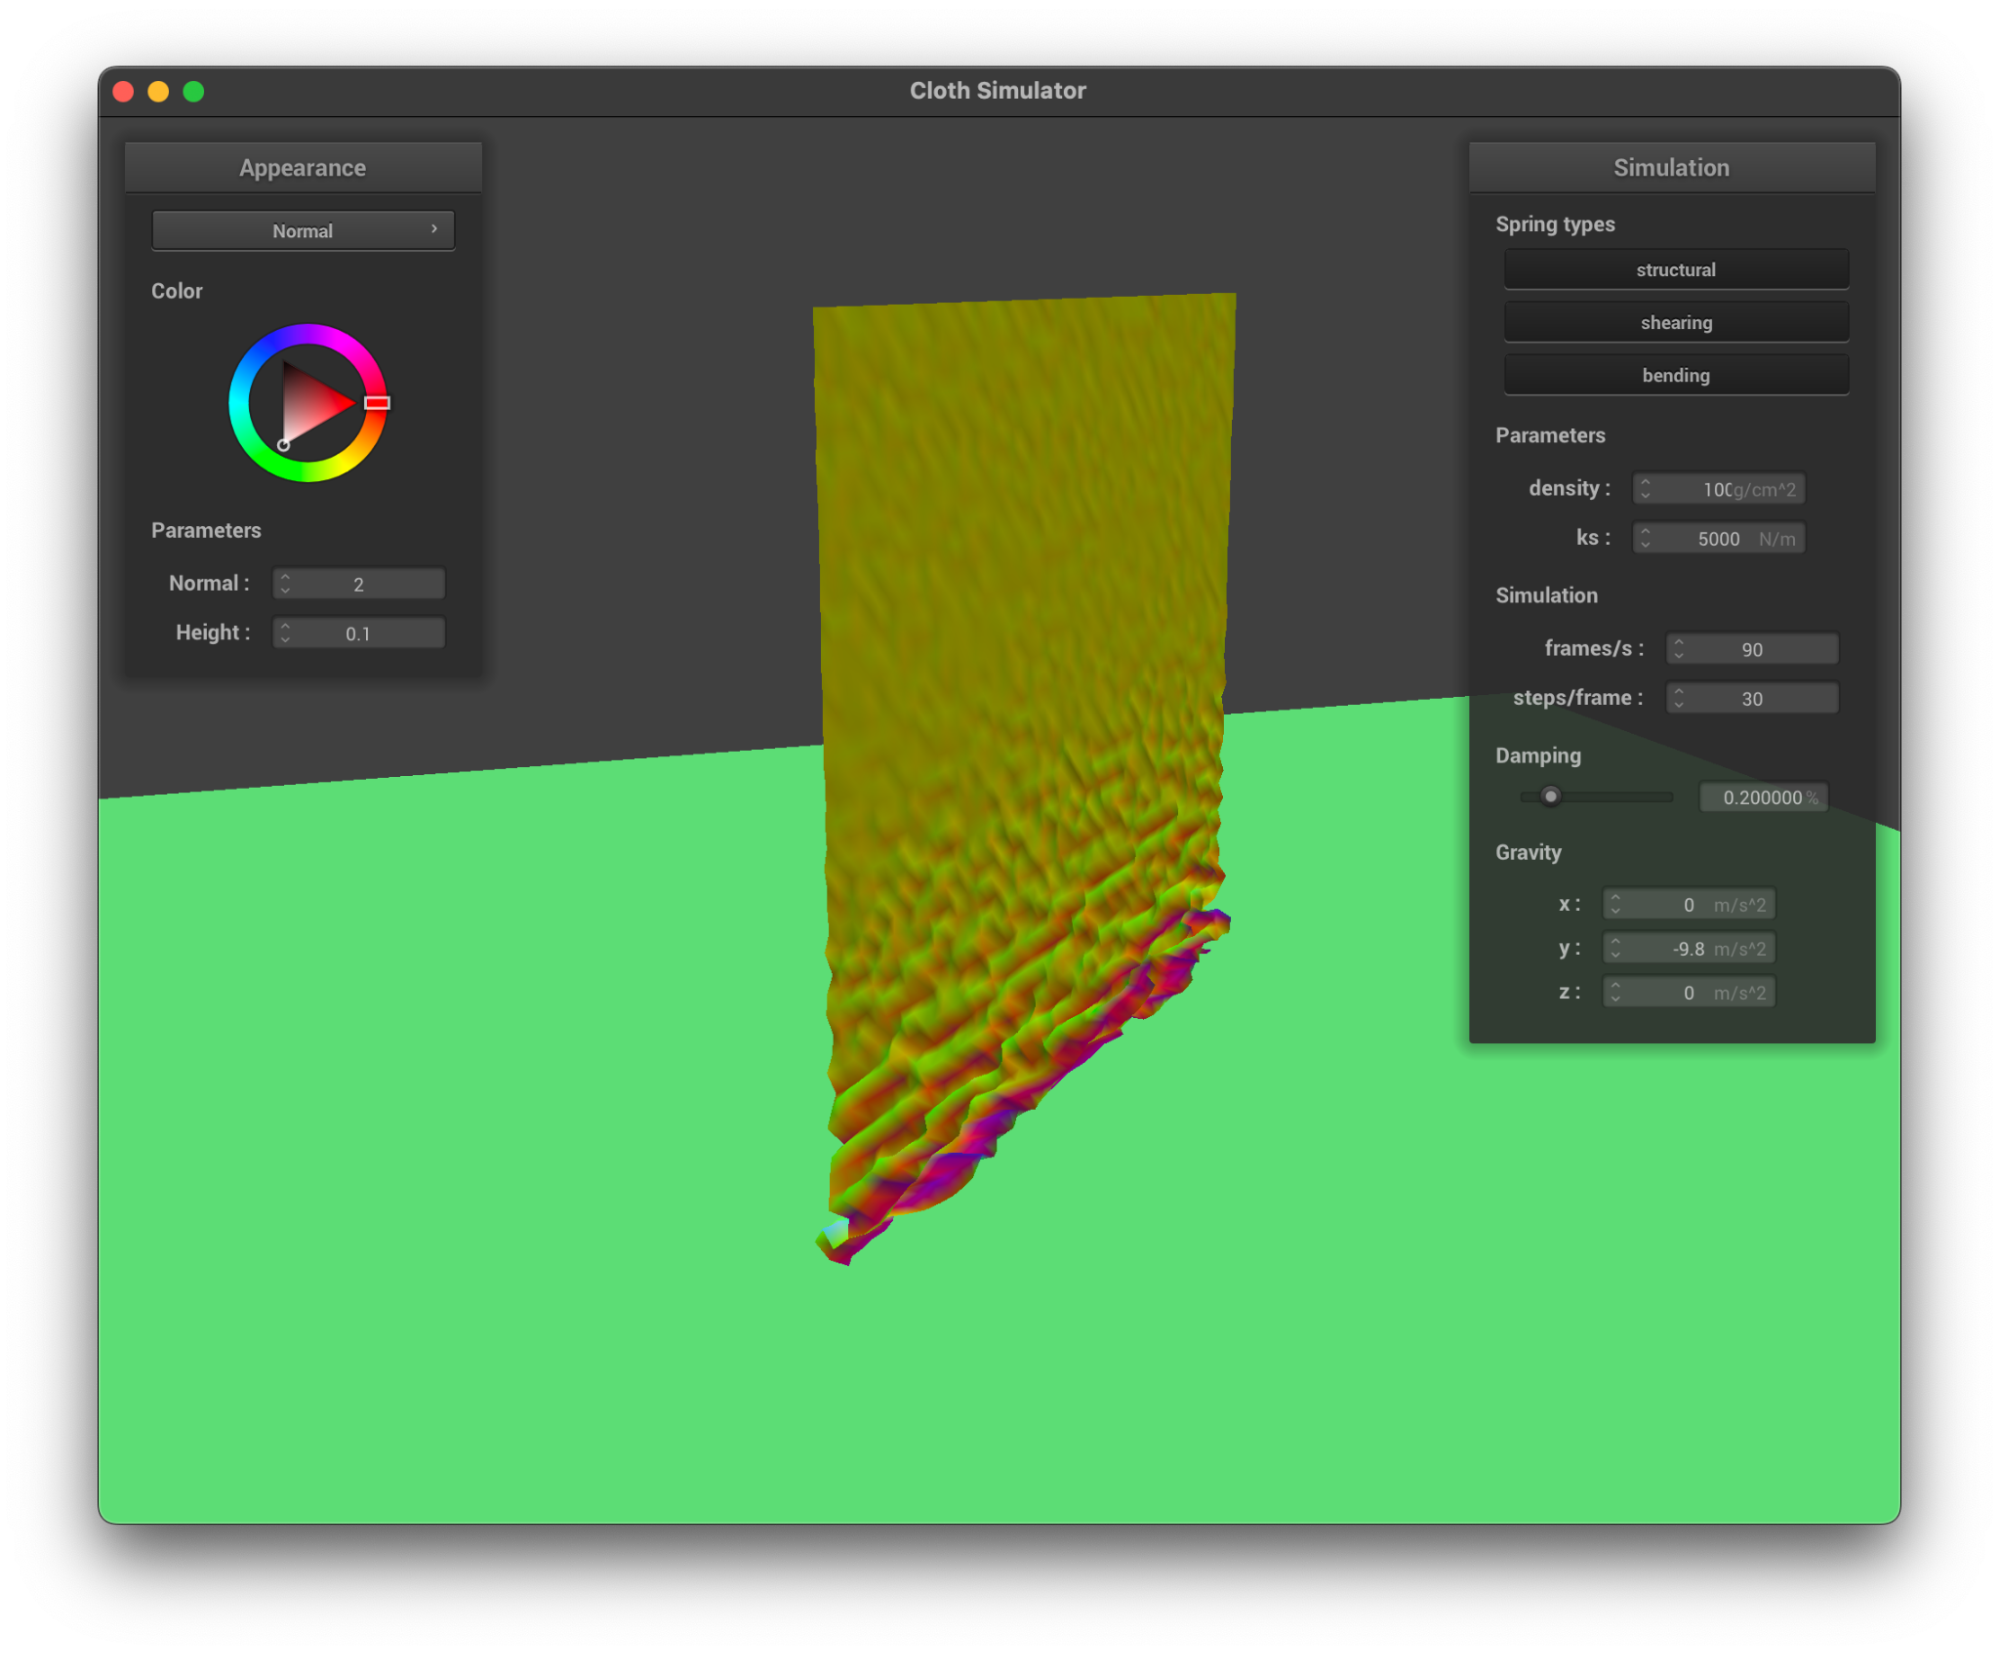 Cloth Simulator
Appearance
Normal
Color
Parameters
Normal : 2
Height : 0.1
Simulation
Spring types
structural
shearing
bending
Parameters
density : 100 g/cm^2
ks : 5000 N/m
Simulation
frames/s : 90
steps/frame : 30
Damping
0.200000 %
Gravity
x : 0 m/s^2
y : -9.8 m/s^2
z : 0 m/s^2